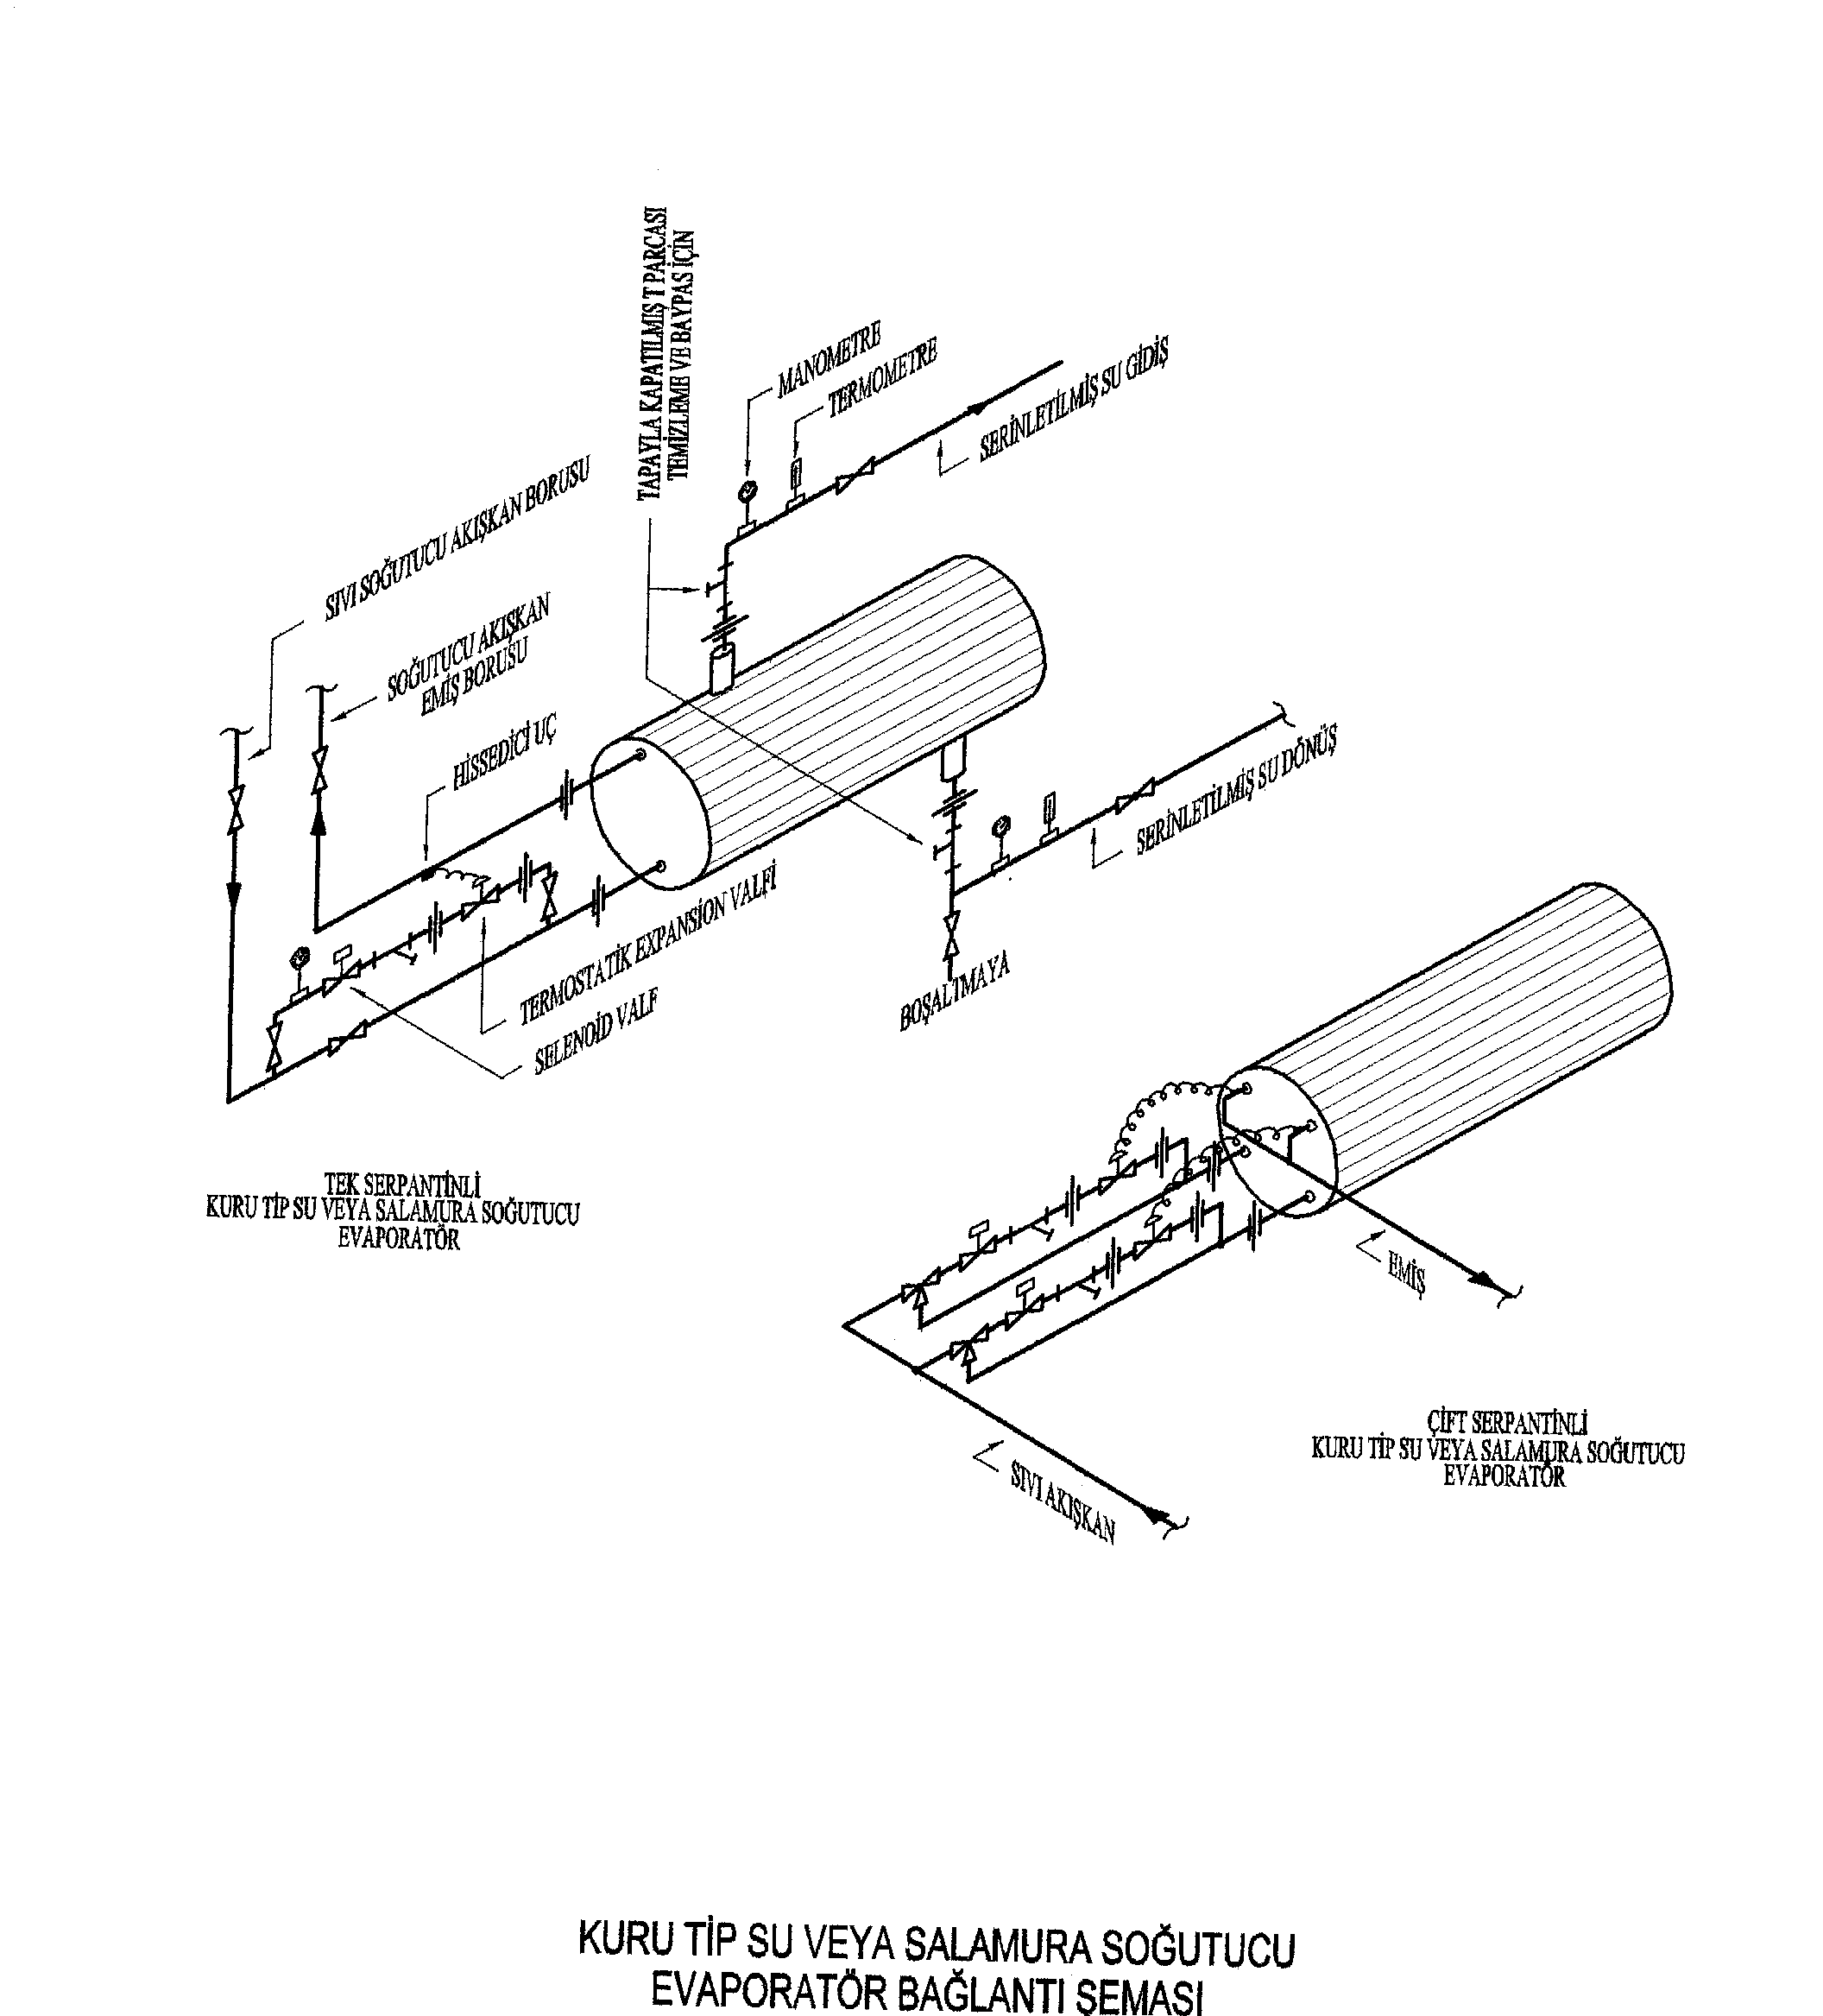 TAPAYLA KAPATILMIŞ T PARCASI
TEMİZLEME VE BAYPAS İÇİN
MANOMETRE
TERMOMETRE
SERİNLETİLMİŞ SU GİDİŞ
SIVI SOĞUTUCU AKIŞKAN BORUSU
SOĞUTUCU AKIŞKAN
EMİŞ BORUSU
HİSSEDİCİ UÇ
SERİNLETİLMİŞ SU DÖNÜŞ
TERMOSTATİK EXPANSİON VALFİ
SELENOİD VALF
BOŞALTMAYA
TEK SERPANTİNLİ
KURU TİP SU VEYA SALAMURA SOĞUTUCU
EVAPORATÖR
EMİŞ
SIVI AKIŞKAN
ÇİFT SERPANTİNLİ
KURU TİP SU VEYA SALAMURA SOĞUTUCU
EVAPORATÖR
KURU TİP SU VEYA SALAMURA SOĞUTUCU
EVAPORATÖR BAĞLANTI ŞEMASI